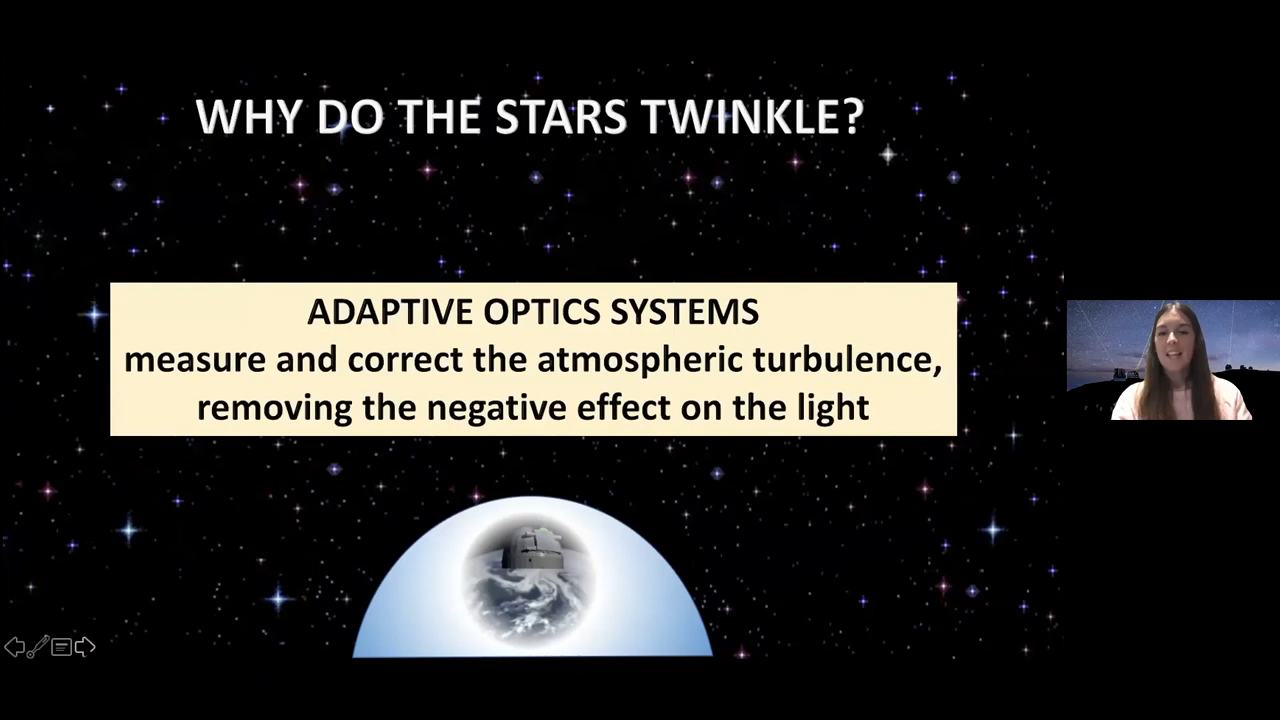 WHY DO THE STARS TWINKLE?
ADAPTIVE OPTICS SYSTEMS
measure and correct the atmospheric turbulence,
removing the negative effect on the light